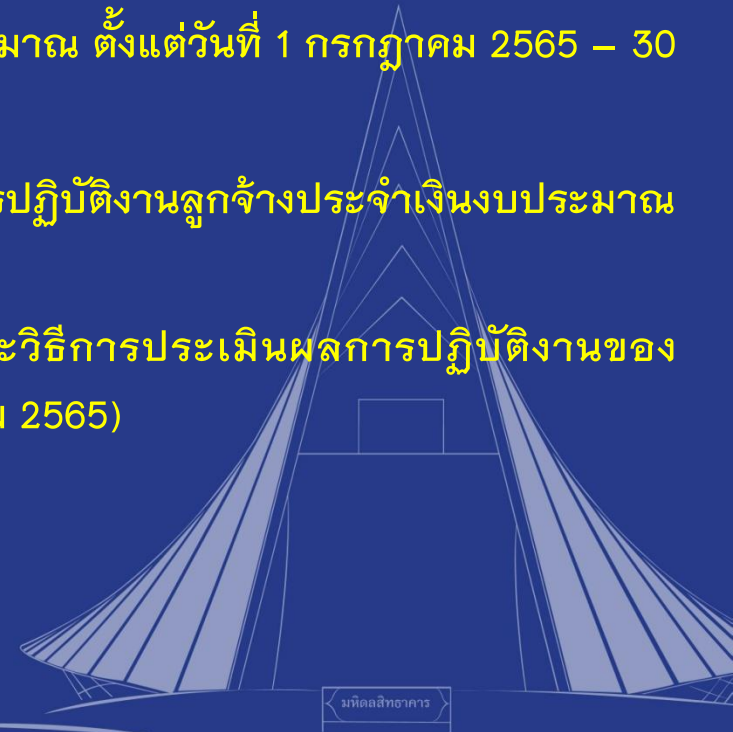 มาณ ตั้งแต่วันที่ 1 กรกฎาคม 2565 – 30
รปฏิบัติงานลูกจ้างประจำเงินงบประมาณ
ะวิธีการประเมินผลการปฏิบัติงานของ
ม 2565)
มหิดลสิทธาคาร